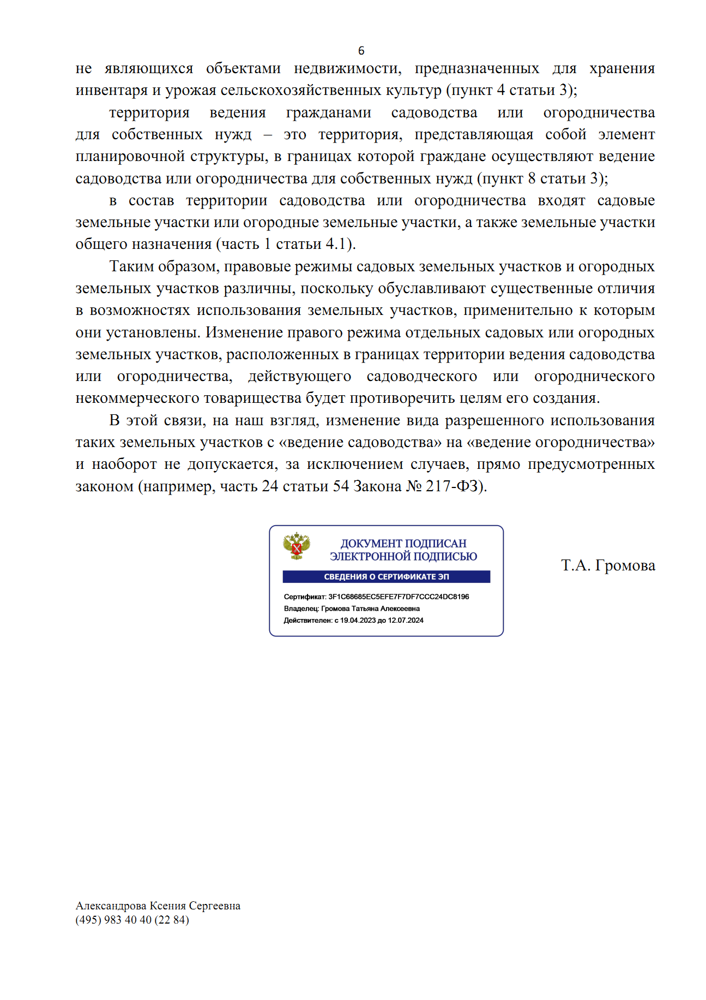 6
не являющихся объектами недвижимости, предназначенных для хранения
инвентаря и урожая сельскохозяйственных культур (пункт 4 статьи 3);
территория ведения гражданами садоводства или огородничества
для собственных нужд – это территория, представляющая собой элемент
планировочной структуры, в границах которой граждане осуществляют ведение
садоводства или огородничества для собственных нужд (пункт 8 статьи 3);
в состав территории садоводства или огородничества входят садовые
земельные участки или огородные земельные участки, а также земельные участки
общего назначения (часть 1 статьи 4.1).
Таким образом, правовые режимы садовых земельных участков и огородных
земельных участков различны, поскольку обуславливают существенные отличия
в возможностях использования земельных участков, применительно к которым
они установлены. Изменение правого режима отдельных садовых или огородных
земельных участков, расположенных в границах территории ведения садоводства
или огородничества, действующего садоводческого или огороднического
некоммерческого товарищества будет противоречить целям его создания.
В этой связи, на наш взгляд, изменение вида разрешенного использования
таких земельных участков с «ведение садоводства» на «ведение огородничества»
и наоборот не допускается, за исключением случаев, прямо предусмотренных
законом (например, часть 24 статьи 54 Закона № 217-ФЗ).
ДОКУМЕНТ ПОДПИСАН
ЭЛЕКТРОННОЙ ПОДПИСЬЮ
СВЕДЕНИЯ О СЕРТИФИКАТЕ ЭП
Сертификат: 3F1C68685EC5EFE7F7DF7CCC24DC8196
Владелец: Громова Татьяна Алексеевна
Действителен: с 19.04.2023 до 12.07.2024
Т.А. Громова
Александрова Ксения Сергеевна
(495) 983 40 40 (22 84)